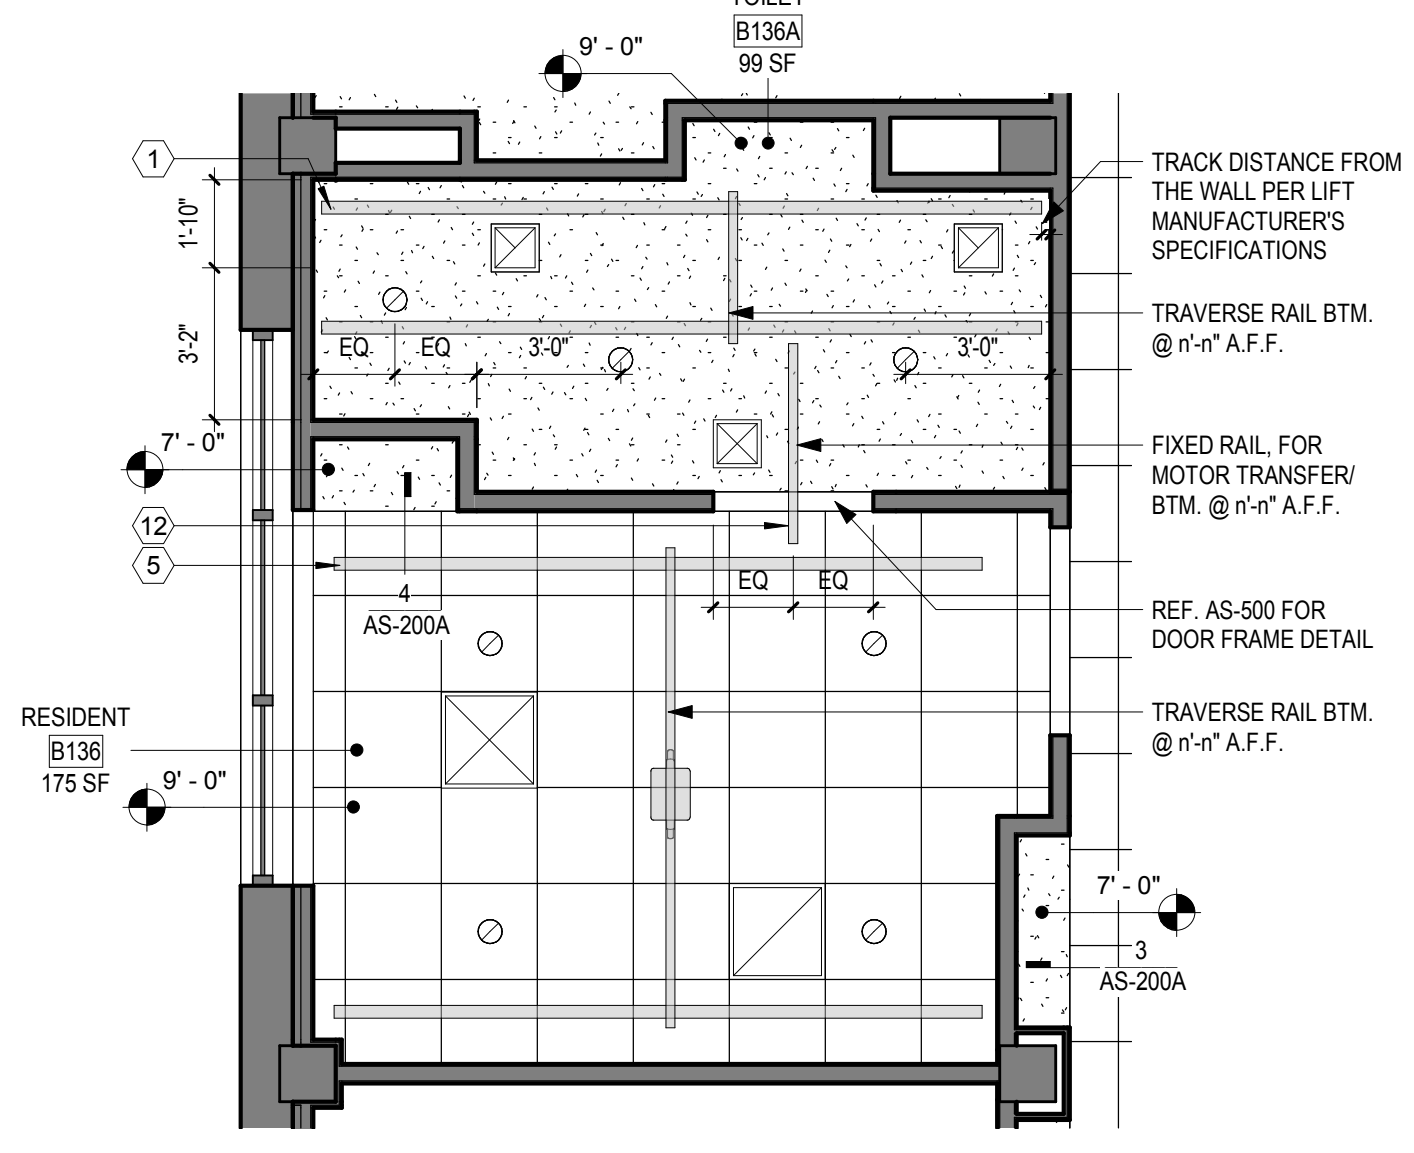 TOILET
B136A
99 SF
9' - 0"
1
1'-10"
3'-2"
EQ
EQ
3'-0"
3'-0"
TRACK DISTANCE FROM
THE WALL PER LIFT
MANUFACTURER'S
SPECIFICATIONS
TRAVERSE RAIL BTM.
@ n'-n" A.F.F.
7' - 0"
FIXED RAIL, FOR
MOTOR TRANSFER/
BTM. @ n'-n" A.F.F.
12
5
EQ
EQ
4
AS-200A
REF. AS-500 FOR
DOOR FRAME DETAIL
RESIDENT
B136
175 SF
9' - 0"
TRAVERSE RAIL BTM.
@ n'-n" A.F.F.
7' - 0"
3
AS-200A